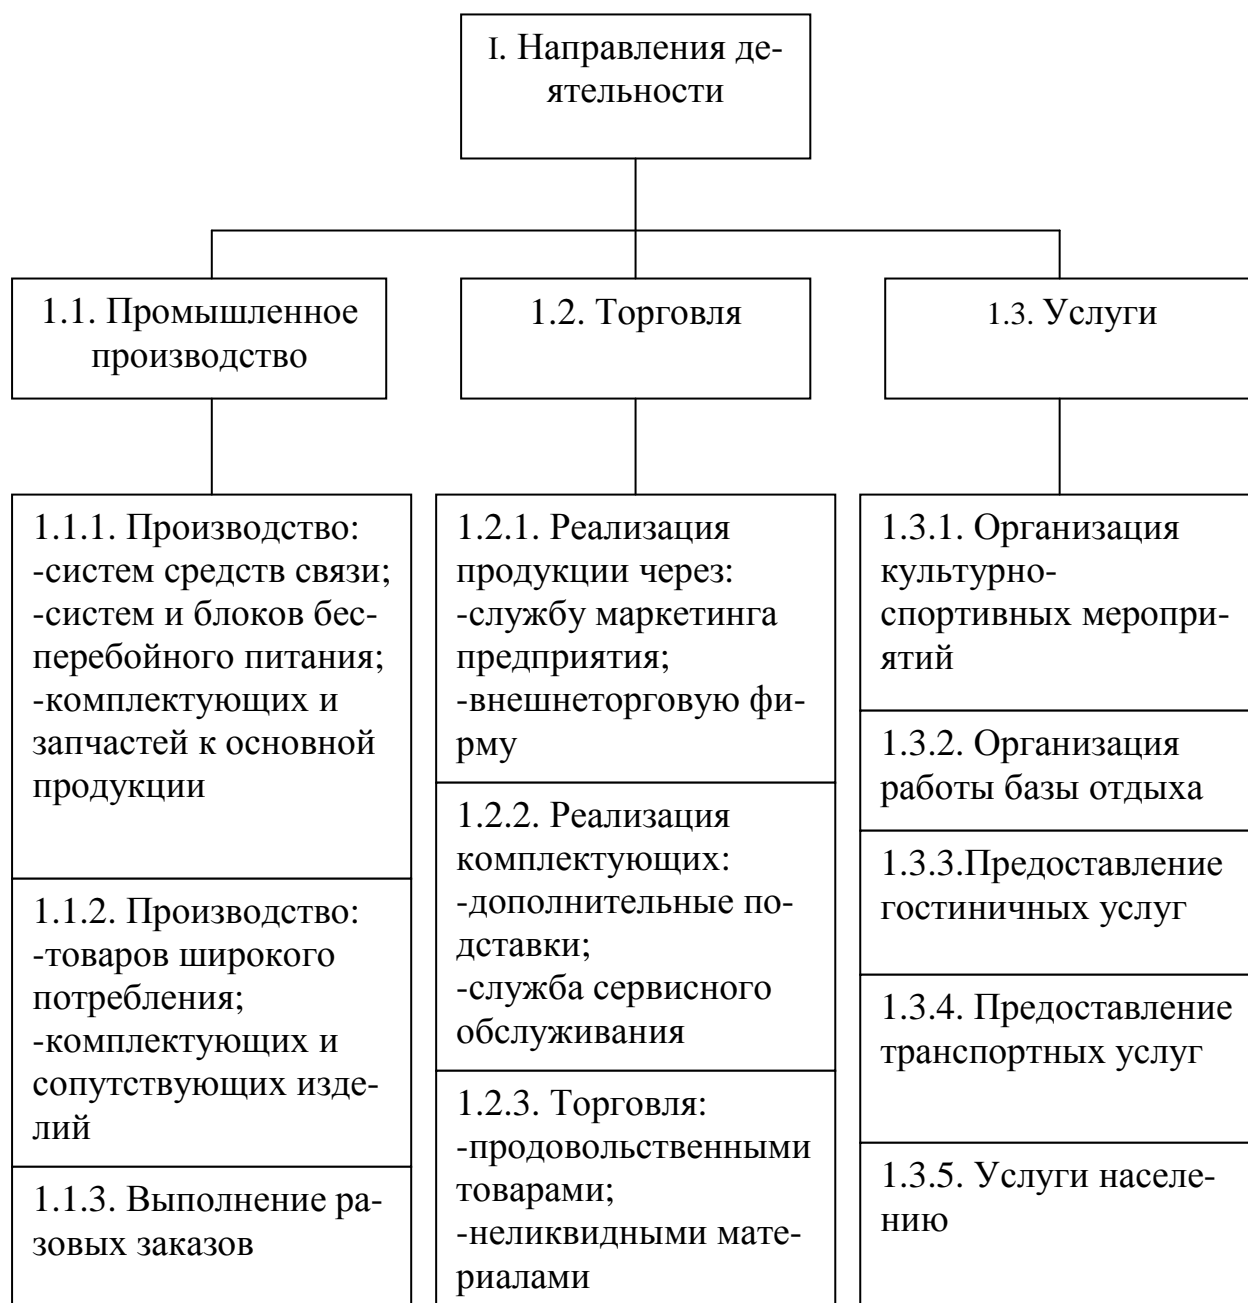 I. Направления де-
ятельности
1.1. Промышленное
производство
1.2. Торговля
1.3. Услуги
1.1.1. Производство:
-систем средств связи;
-систем и блоков бес-
перебойного питания;
-комплектующих и
запчастей к основной
продукции
1.1.2. Производство:
-товаров широкого
потребления;
-комплектующих и
сопутствующих изде-
лий
1.1.3. Выполнение ра-
зовых заказов
1.2.1. Реализация
продукции через:
-службу маркетинга
предприятия;
-внешнеторговую фи-
рму
1.2.2. Реализация
комплектующих:
-дополнительные по-
дставки;
-служба сервисного
обслуживания
1.2.3. Торговля:
-продовольственными
товарами;
-неликвидными мате-
риалами
1.3.1. Организация
культурно-
спортивных меропри-
ятий
1.3.2. Организация
работы базы отдыха
1.3.3.Предоставление
гостиничных услуг
1.3.4. Предоставление
транспортных услуг
1.3.5. Услуги населе-
нию